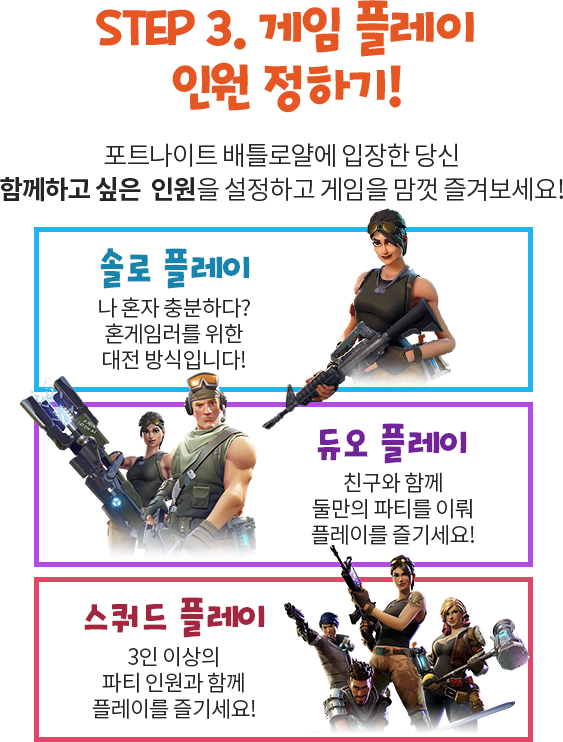 STEP 3. 게임 플레이
인원 정하기!
포트나이트 배틀로얄에 입장한 당신
함께하고 싶은 인원을 설정하고 게임을 맘껏 즐겨보세요!
솔로 플레이
나 혼자 충분하다?
혼게임러를 위한
대전 방식입니다!
듀오 플레이
친구와 함께
둘만의 파티를 이뤄
플레이를 즐기세요!
스쿼드 플레이
3인 이상의
파티 인원과 함께
플레이를 즐기세요!